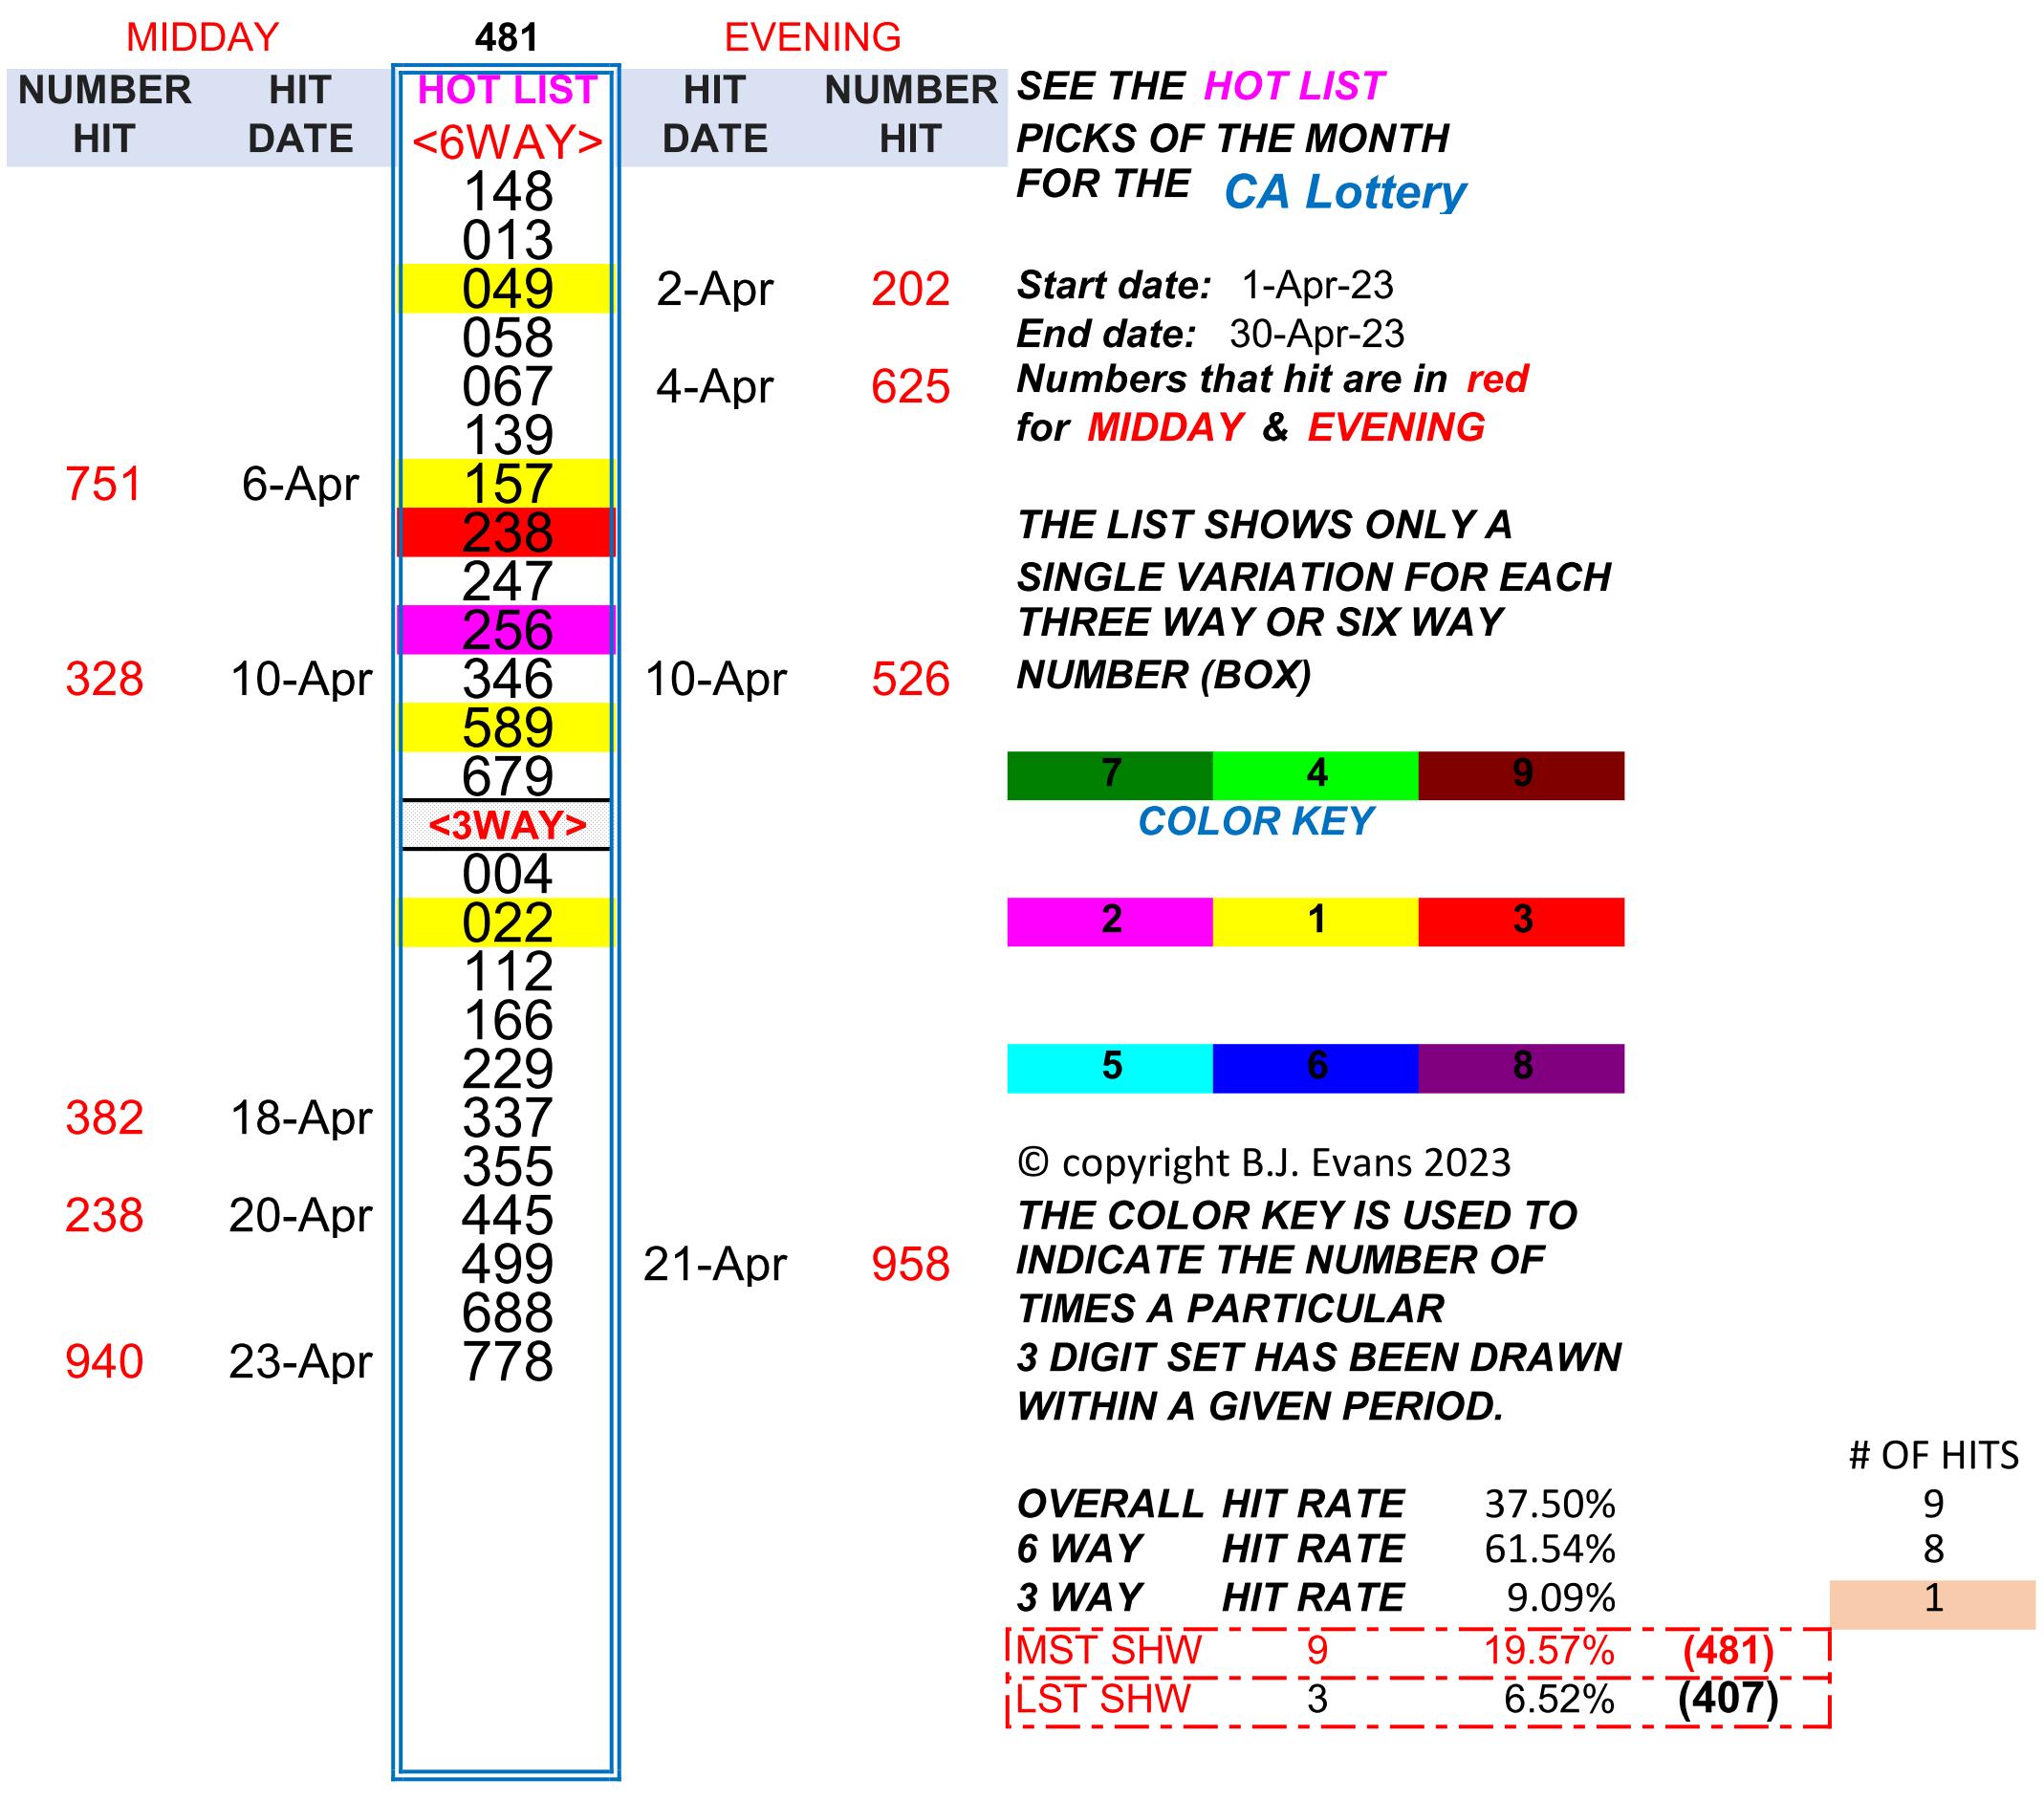 MIDDAY 481 EVENING
NUMBER HIT HOT LIST HIT NUMBER SEE THE HOT LIST
HIT DATE <6WAY> DATE HIT PICKS OF THE MONTH
148 FOR THE CA Lottery
013
049 2-Apr 202 Start date: 1-Apr-23
058 End date: 30-Apr-23
067 4-Apr 625 Numbers that hit are in red
139 for MIDDAY & EVENING
751 6-Apr 157
238 THE LIST SHOWS ONLY A
247 SINGLE VARIATION FOR EACH
256 THREE WAY OR SIX WAY
328 10-Apr 346 10-Apr 526 NUMBER (BOX)
589
679 7 4 9
<3WAY> COLOR KEY
004
022 2 1 3
112
166
229 5 6 8
382 18-Apr 337
355 © copyright B.J. Evans 2023
238 20-Apr 445 THE COLOR KEY IS USED TO
499 21-Apr 958 INDICATE THE NUMBER OF
688 TIMES A PARTICULAR
940 23-Apr 778 3 DIGIT SET HAS BEEN DRAWN
WITHIN A GIVEN PERIOD.
# OF HITS
OVERALL HIT RATE 37.50% 9
6 WAY HIT RATE 61.54% 8
3 WAY HIT RATE 9.09% 1
MST SHW 9 19.57% (481)
LST SHW 3 6.52% (407)